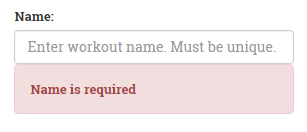 Name:
Enter workout name. Must be unique.
Name is required